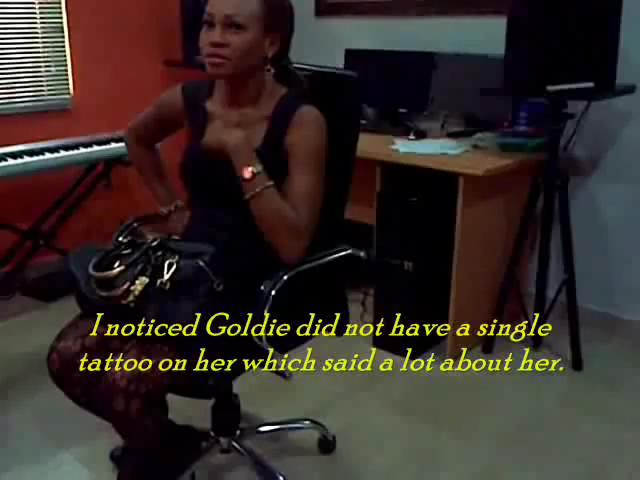 I noticed Goldie did not have a single
tattoo on her which said a lot about her.